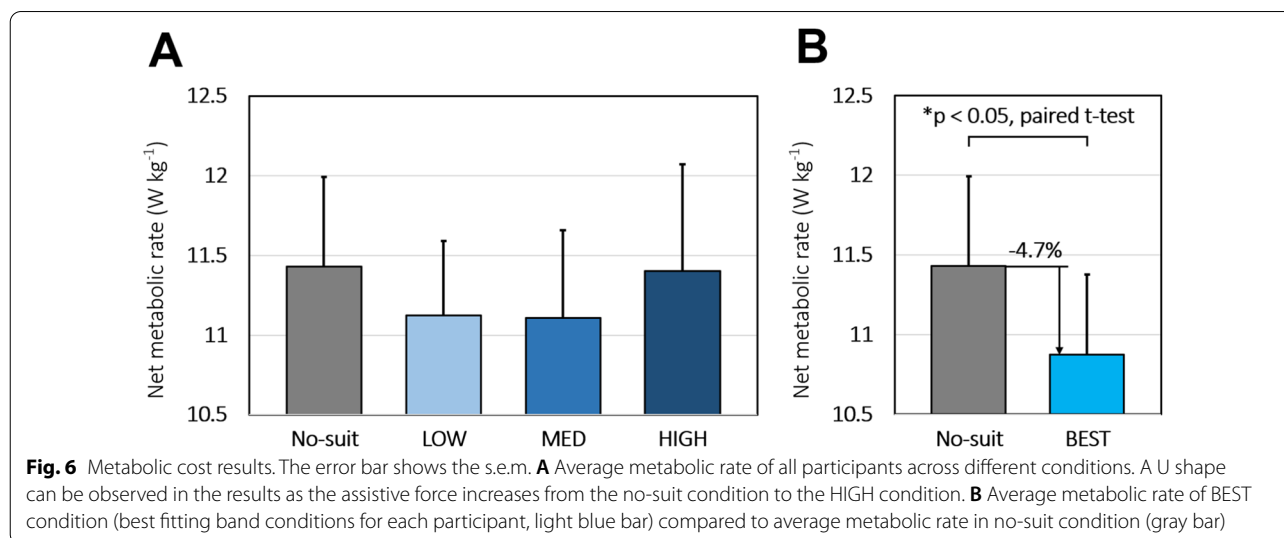 A
Net metabolic rate (W kg⁻¹)
12.5
12
11.5
11
10.5
No-suit LOW MED HIGH
B
Net metabolic rate (W kg⁻¹)
12.5
12
11.5
11
10.5
*p < 0.05, paired t-test
-4.7%
No-suit BEST
Fig. 6 Metabolic cost results. The error bar shows the s.e.m. A Average metabolic rate of all participants across different conditions. A U shape
can be observed in the results as the assistive force increases from the no-suit condition to the HIGH condition. B Average metabolic rate of BEST
condition (best fitting band conditions for each participant, light blue bar) compared to average metabolic rate in no-suit condition (gray bar)